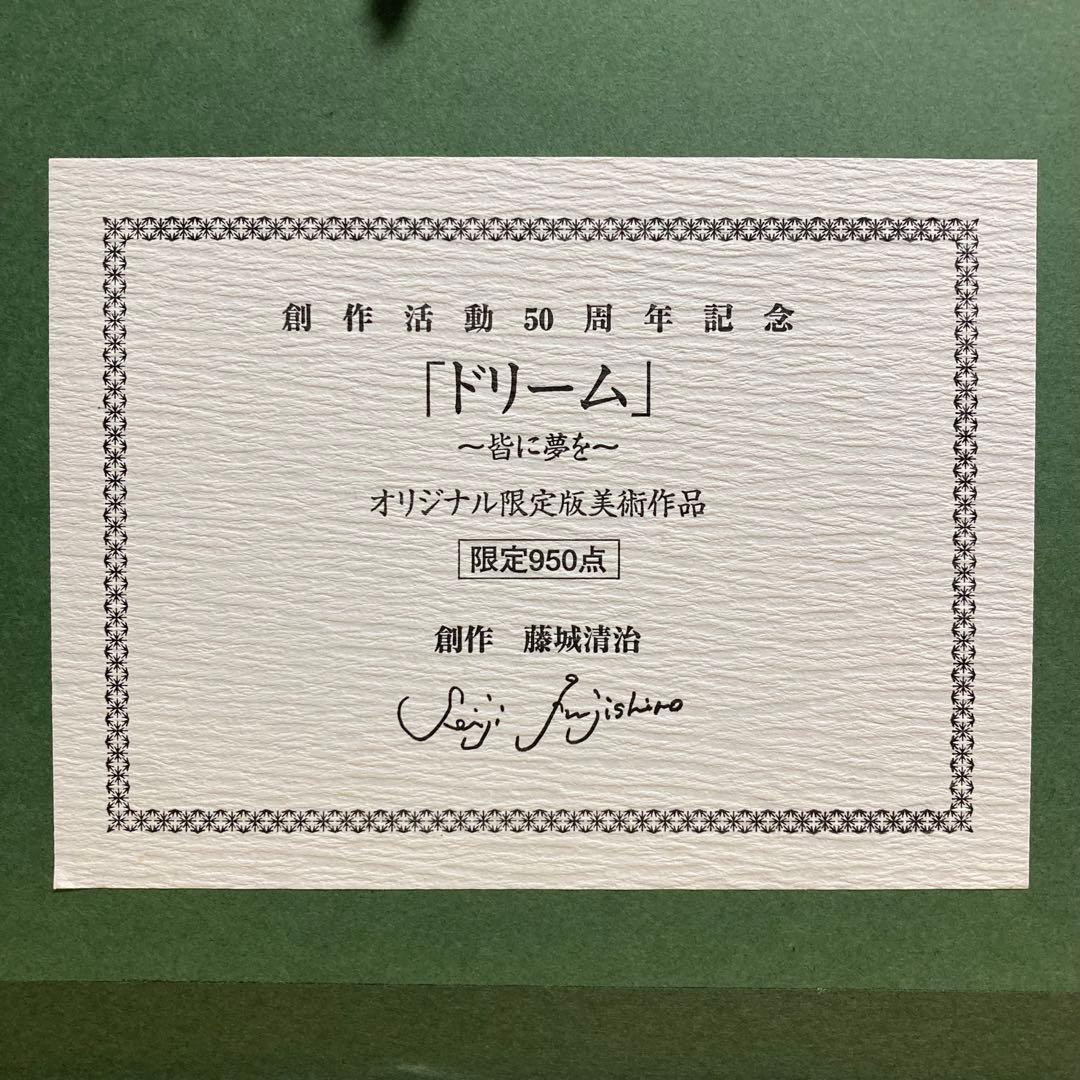 創作活動50周年記念
「ドリーム」
～皆に夢を～
オリジナル限定版美術作品
限定950点
創作 藤城清治
Seiji Fujishiro